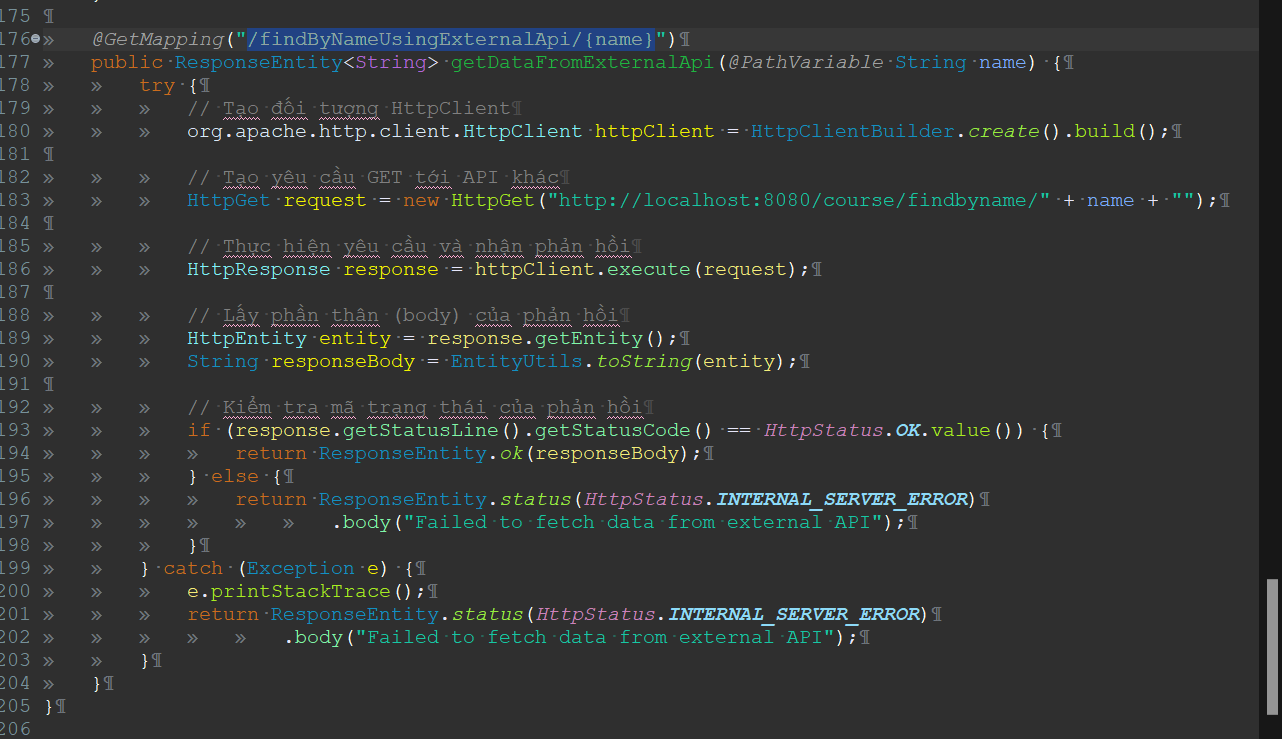 175 ¶
176 » @GetMapping("/findByNameUsingExternalApi/{name}")¶
177 » public·ResponseEntity<String>·getDataFromExternalApi(@PathVariable·String·name)·{¶
178 » » try·{¶
179 » » » //·Tạo·đối·tượng·HttpClient¶
180 » » » org.apache.http.client.HttpClient·httpClient·=·HttpClientBuilder.create().build();¶
181 ¶
182 » » » //·Tạo·yêu·cầu·GET·tới·API·khác¶
183 » » » HttpGet·request·=·new·HttpGet("http://localhost:8080/course/findbyname/"·+·name·+·"");¶
184 ¶
185 » » » //·Thực·hiện·yêu·cầu·và·nhận·phản·hồi¶
186 » » » HttpResponse·response·=·httpClient.execute(request);¶
187 ¶
188 » » » //·Lấy·phần·thân·(body)·của·phản·hồi¶
189 » » » HttpEntity·entity·=·response.getEntity();¶
190 » » » String·responseBody·=·EntityUtils.toString(entity);¶
191 ¶
192 » » » //·Kiểm·tra·mã·trạng·thái·của·phản·hồi¶
193 » » » if·(response.getStatusLine().getStatusCode()·==·HttpStatus.OK.value())·{¶
194 » » » » return·ResponseEntity.ok(responseBody);¶
195 » » » }·else·{¶
196 » » » » return·ResponseEntity.status(HttpStatus.INTERNAL_SERVER_ERROR)¶
197 » » » » » » .body("Failed·to·fetch·data·from·external·API");¶
198 » » » }¶
199 » » }·catch·(Exception·e)·{¶
200 » » » e.printStackTrace();¶
201 » » » return·ResponseEntity.status(HttpStatus.INTERNAL_SERVER_ERROR)¶
202 » » » » » .body("Failed·to·fetch·data·from·external·API");¶
203 » » }¶
204 » }¶
205 }¶
206